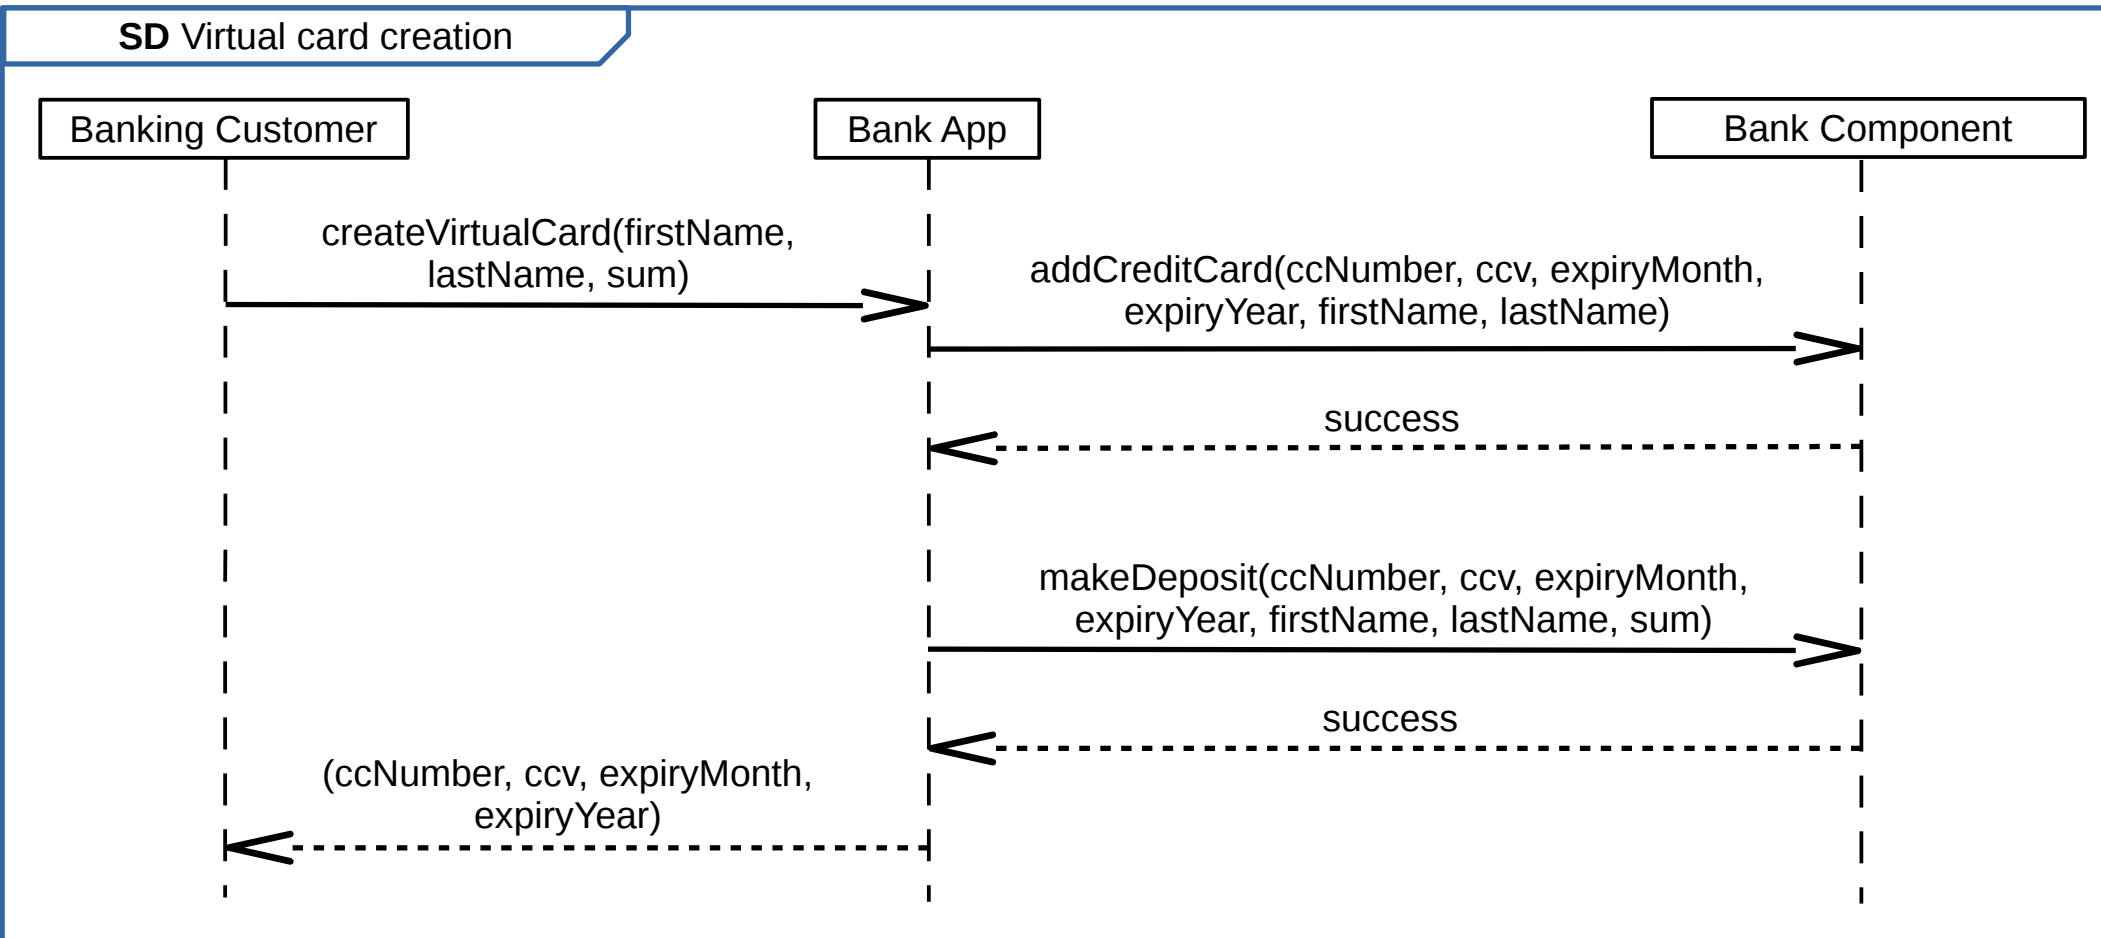 SD Virtual card creation
Banking Customer
Bank App
Bank Component
createVirtualCard(firstName,
lastName, sum)
addCreditCard(ccNumber, ccv, expiryMonth,
expiryYear, firstName, lastName)
success
makeDeposit(ccNumber, ccv, expiryMonth,
expiryYear, firstName, lastName, sum)
success
(ccNumber, ccv, expiryMonth,
expiryYear)